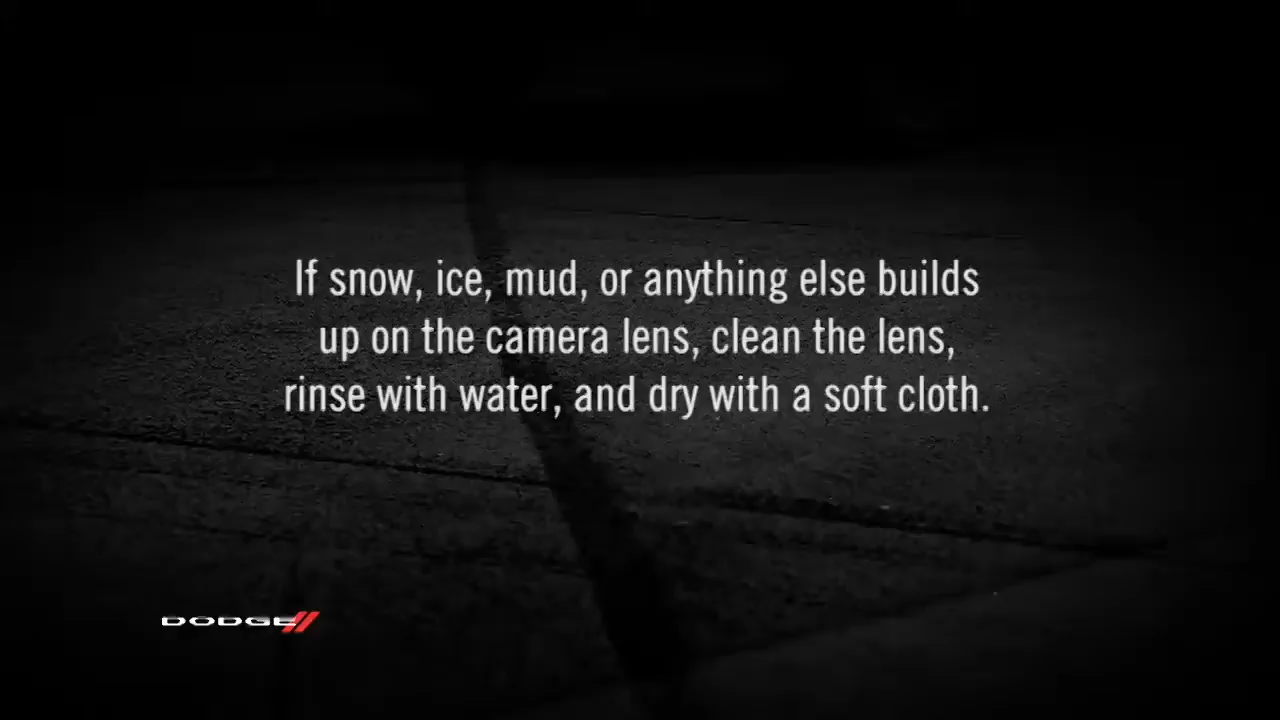 If snow, ice, mud, or anything else builds
up on the camera lens, clean the lens,
rinse with water, and dry with a soft cloth.
DODGE